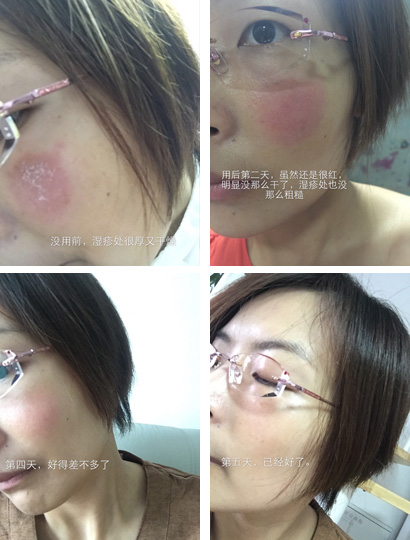 没用前，湿疹处很厚又干燥
用后第二天，虽然还是很红，
明显没那么干了，湿疹处也没
那么粗糙
第四天，好得差不多了
第五天，已经好了。